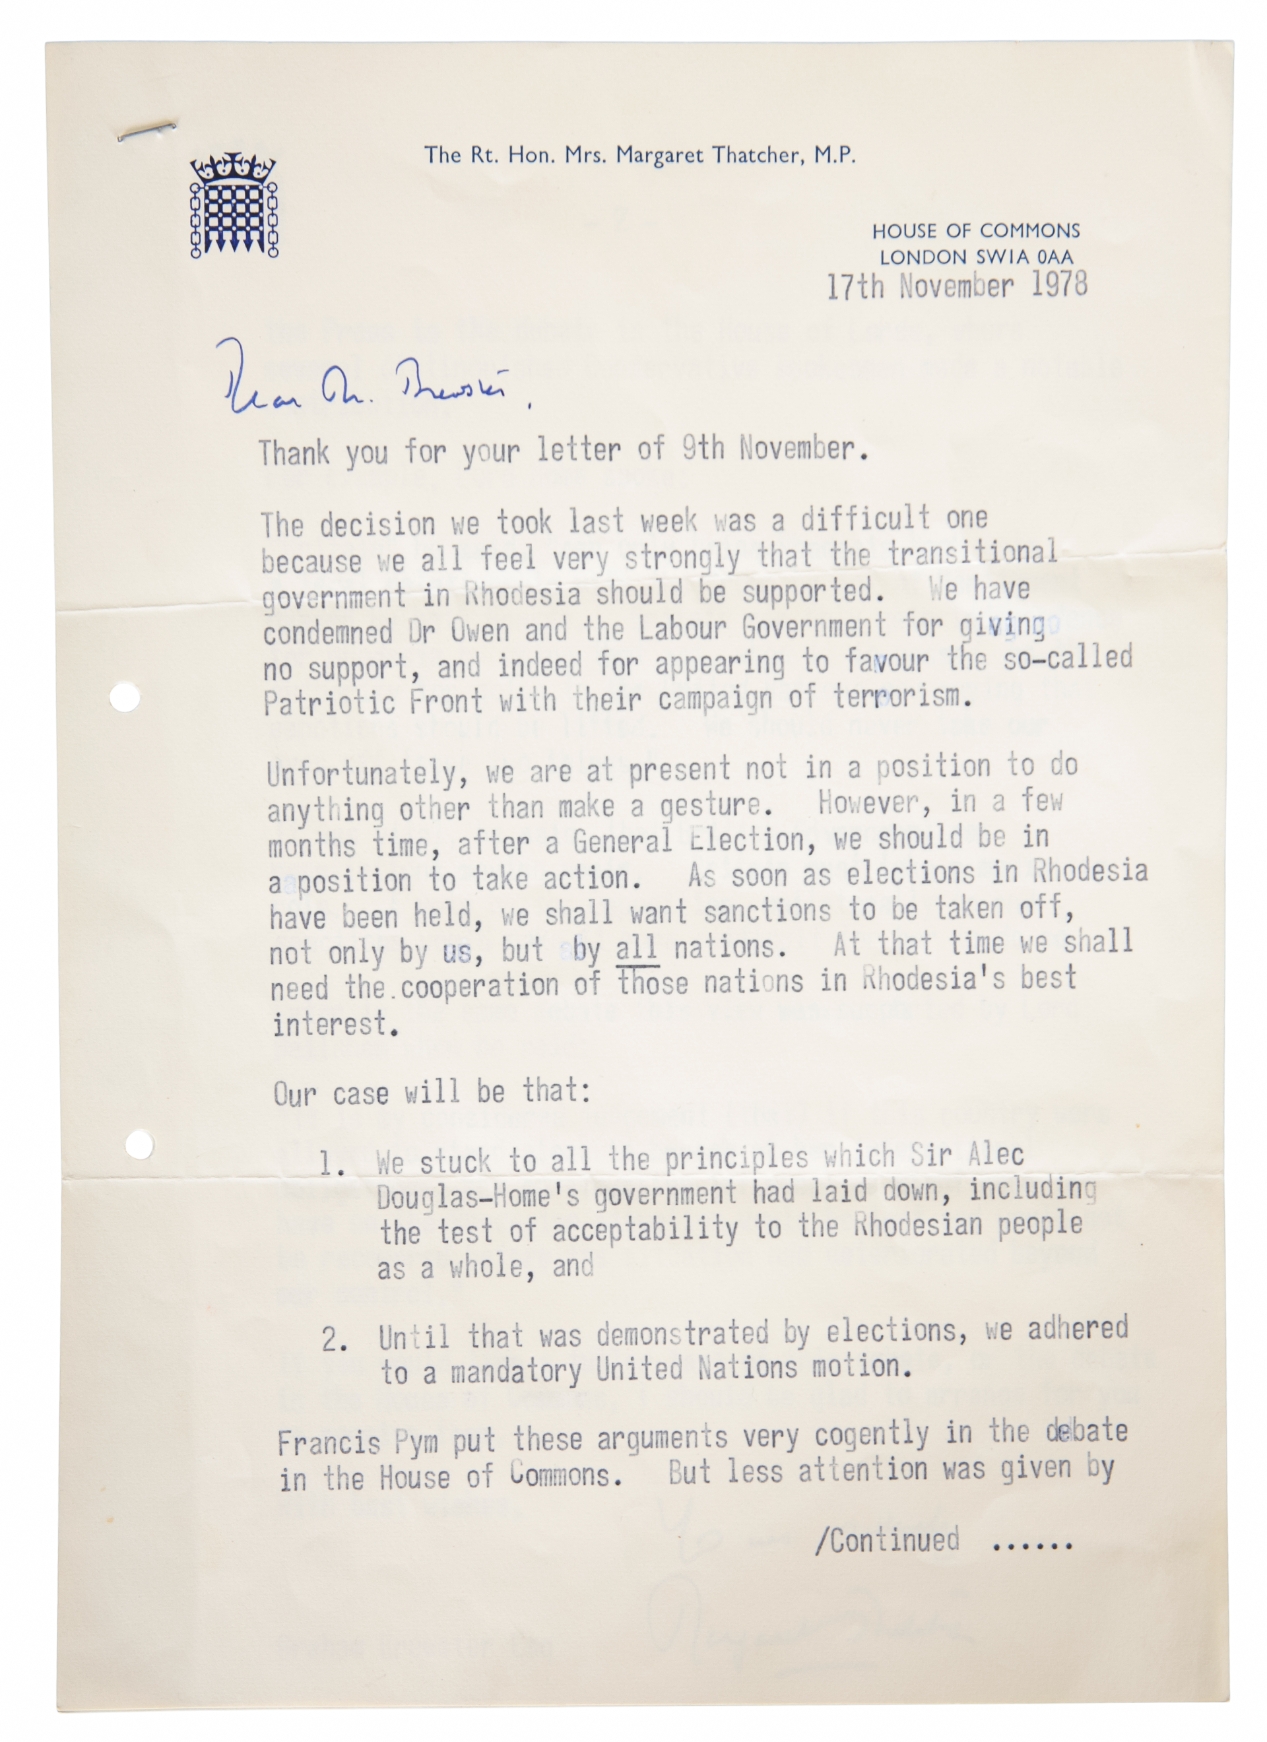 The Rt. Hon. Mrs. Margaret Thatcher, M.P.
HOUSE OF COMMONS
LONDON SW1A 0AA
17th November 1978
Dear Mr. Brewster,
Thank you for your letter of 9th November.
The decision we took last week was a difficult one
because we all feel very strongly that the transitional
government in Rhodesia should be supported. We have
condemned Dr Owen and the Labour Government for giving
no support, and indeed for appearing to favour the so-called
Patriotic Front with their campaign of terrorism.
Unfortunately, we are at present not in a position to do
anything other than make a gesture. However, in a few
months time, after a General Election, we should be in
a position to take action. As soon as elections in Rhodesia
have been held, we shall want sanctions to be taken off,
not only by us, but by all nations. At that time we shall
need the.cooperation of those nations in Rhodesia's best
interest.
Our case will be that:
1. We stuck to all the principles which Sir Alec
Douglas-Home's government had laid down, including
the test of acceptability to the Rhodesian people
as a whole, and
2. Until that was demonstrated by elections, we adhered
to a mandatory United Nations motion.
Francis Pym put these arguments very cogently in the debate
in the House of Commons. But less attention was given by
/Continued ......